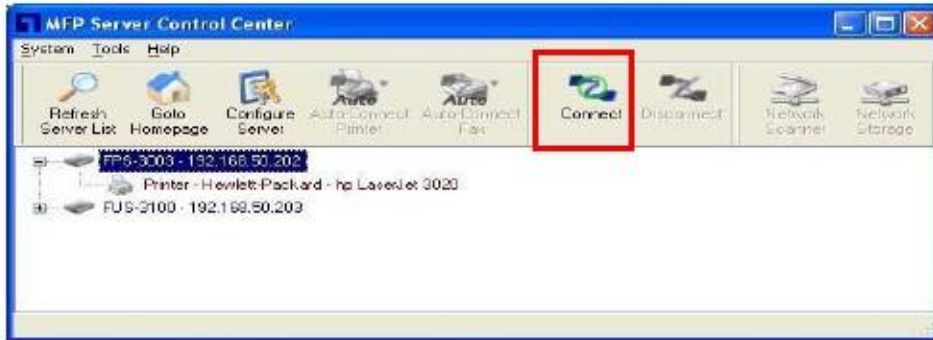 MFP Server Control Center
System Tools Help
Refresh Server List
Goto Homepage
Configure Server
Auto-Connect Printer
Auto-Connect Fax
Connect
Disconnect
Network Scanner
Network Storage
FPS-3003 - 192.168.50.202
Printer - Hewlett-Packard - hp LaserJet 3020
FUS-3100 - 192.168.50.203